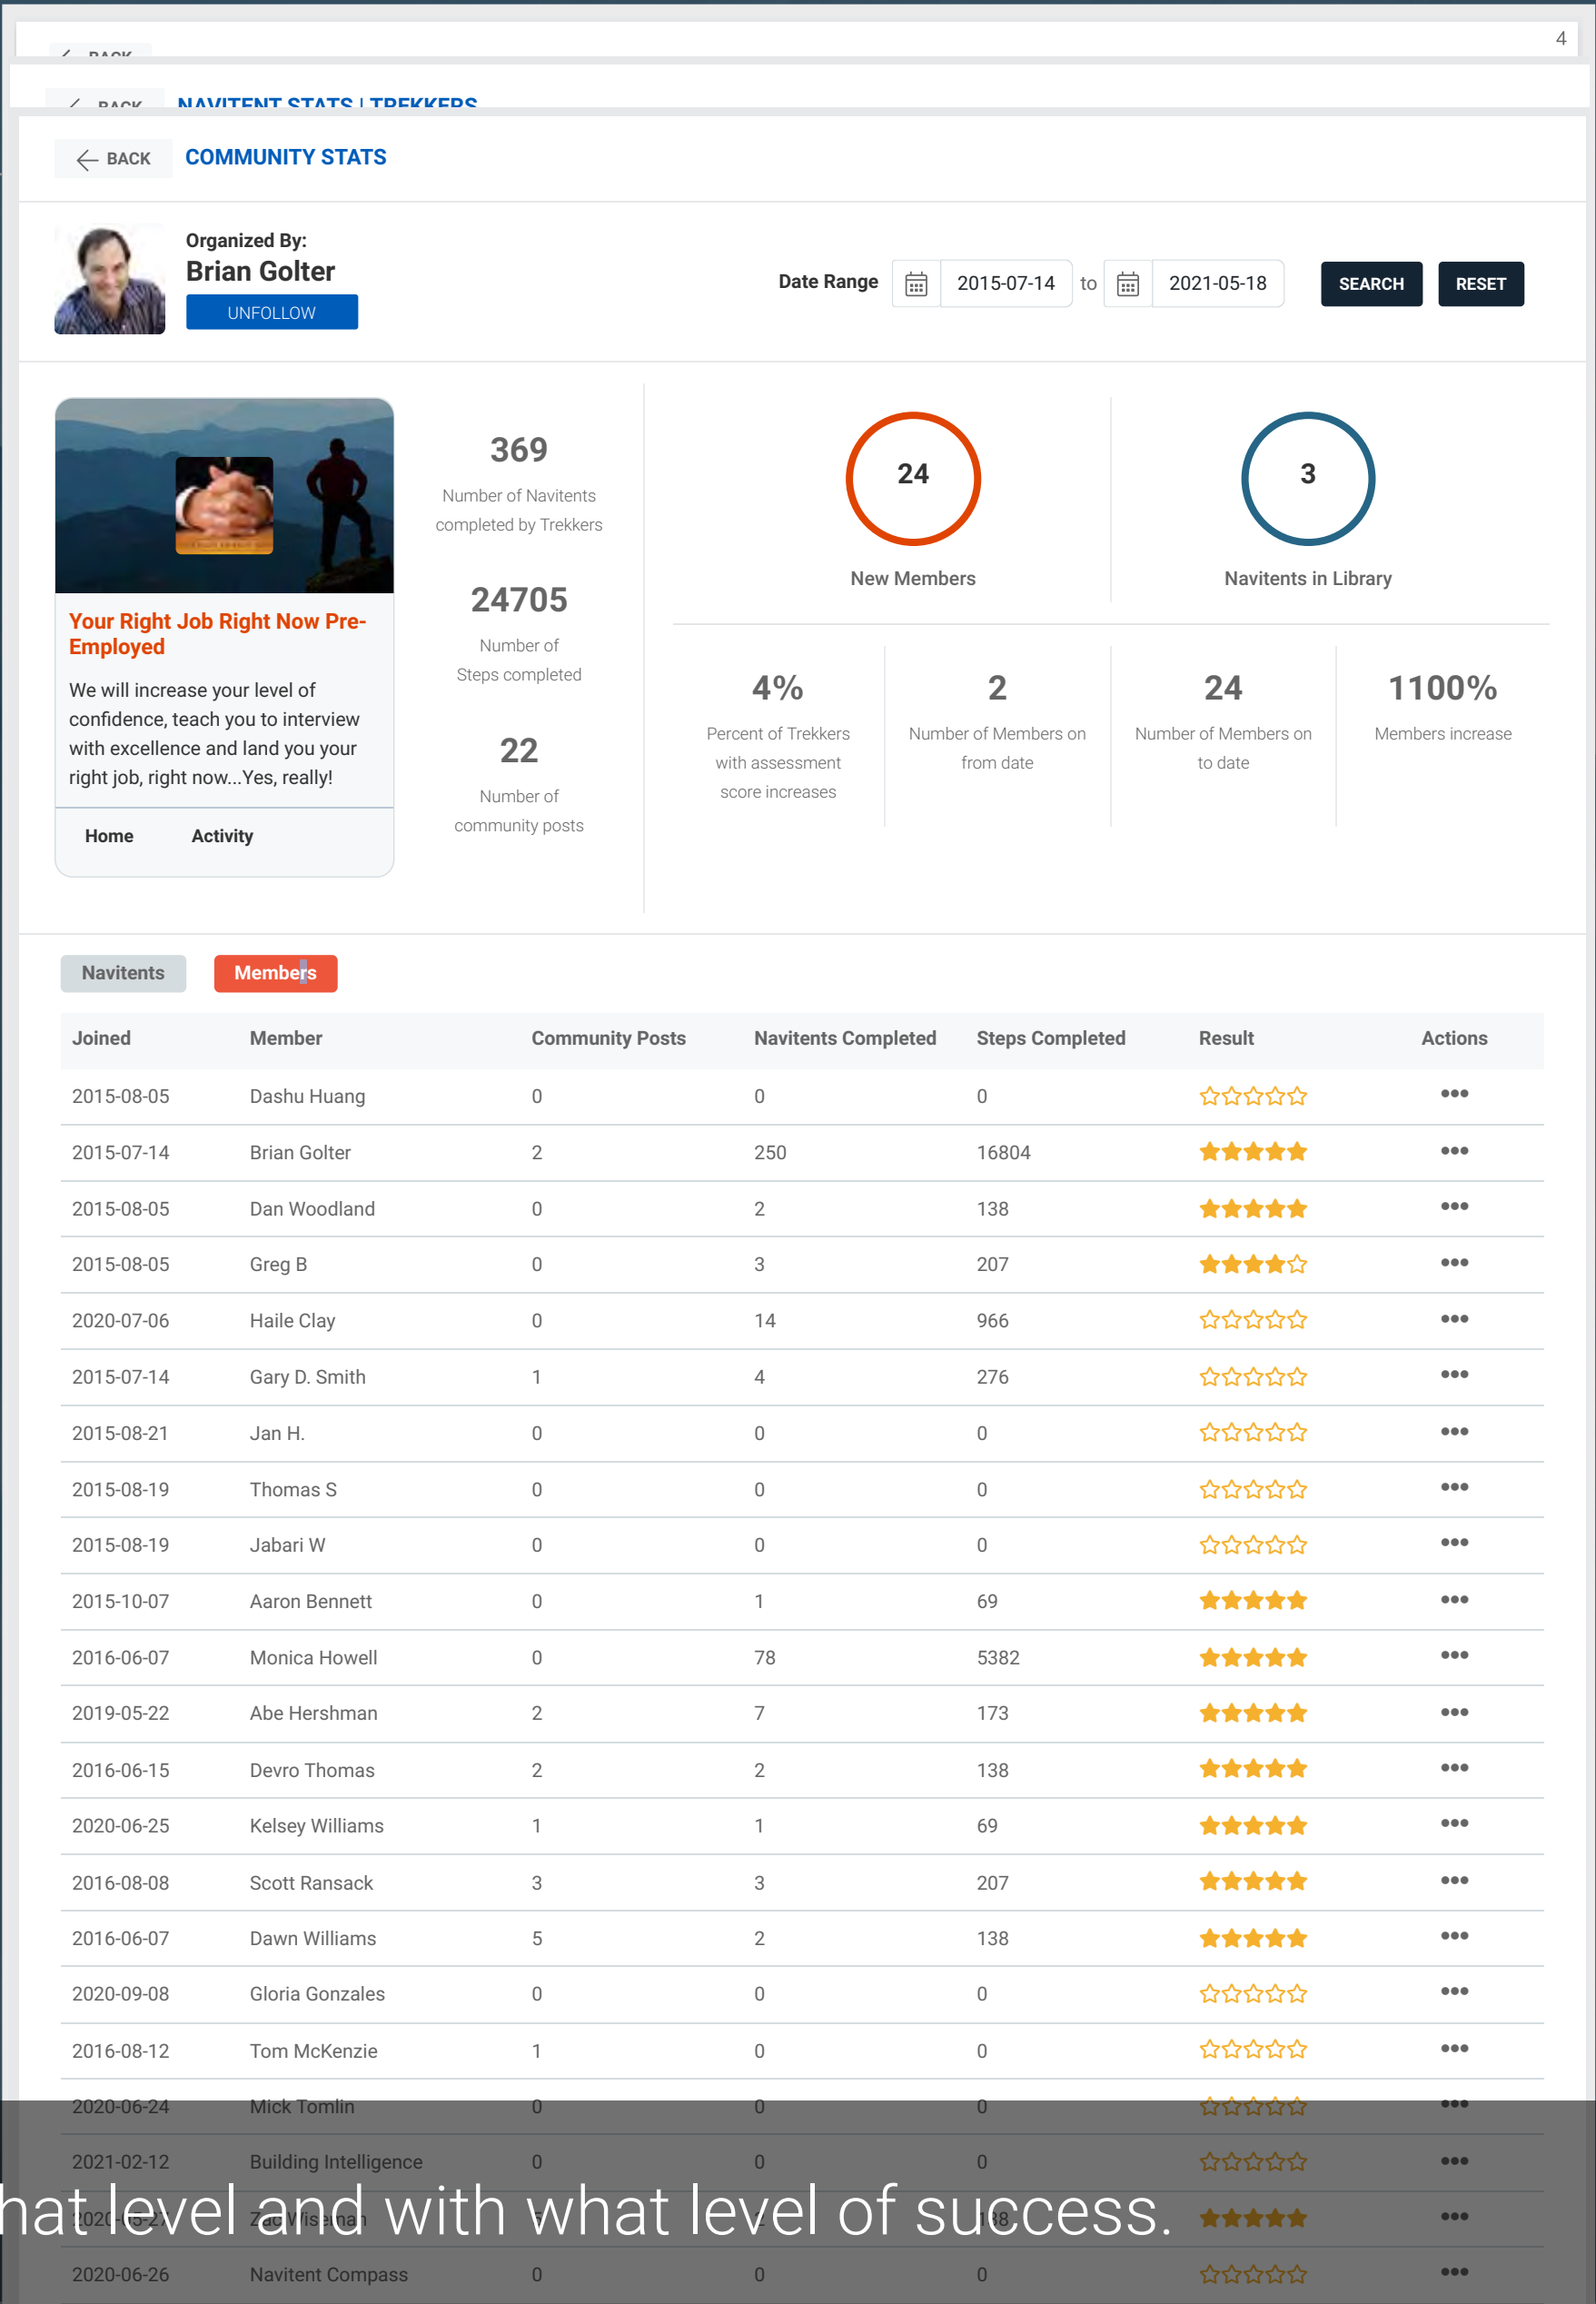 4
BACK
BACK NAVITENT STATS | TREKKERS
BACK COMMUNITY STATS
Organized By:
Brian Golter
UNFOLLOW
Date Range 2015-07-14 to 2021-05-18 SEARCH RESET
369
Number of Navitents
completed by Trekkers
24705
Number of
Steps completed
22
Number of
community posts
24
New Members
3
Navitents in Library
4%
Percent of Trekkers
with assessment
score increases
2
Number of Members on
from date
24
Number of Members on
to date
1100%
Members increase
Your Right Job Right Now Pre-
Employed
We will increase your level of
confidence, teach you to interview
with excellence and land you your
right job, right now...Yes, really!
Home Activity
Navitents Members
Joined Member Community Posts Navitents Completed Steps Completed Result Actions
2015-08-05 Dashu Huang 0 0 0
2015-07-14 Brian Golter 2 250 16804
2015-08-05 Dan Woodland 0 2 138
2015-08-05 Greg B 0 3 207
2020-07-06 Haile Clay 0 14 966
2015-07-14 Gary D. Smith 1 4 276
2015-08-21 Jan H. 0 0 0
2015-08-19 Thomas S 0 0 0
2015-08-19 Jabari W 0 0 0
2015-10-07 Aaron Bennett 0 1 69
2016-06-07 Monica Howell 0 78 5382
2019-05-22 Abe Hershman 2 7 173
2016-06-15 Devro Thomas 2 2 138
2020-06-25 Kelsey Williams 1 1 69
2016-08-08 Scott Ransack 3 3 207
2016-06-07 Dawn Williams 5 2 138
2020-09-08 Gloria Gonzales 0 0 0
2016-08-12 Tom McKenzie 1 0 0
2020-06-24 Mick Tomlin 0 0 0
2021-02-12 Building Intelligence 0 0 0
hat level and with what level of success.
Wiseman 138
2020-06-26 Navitent Compass 0 0 0